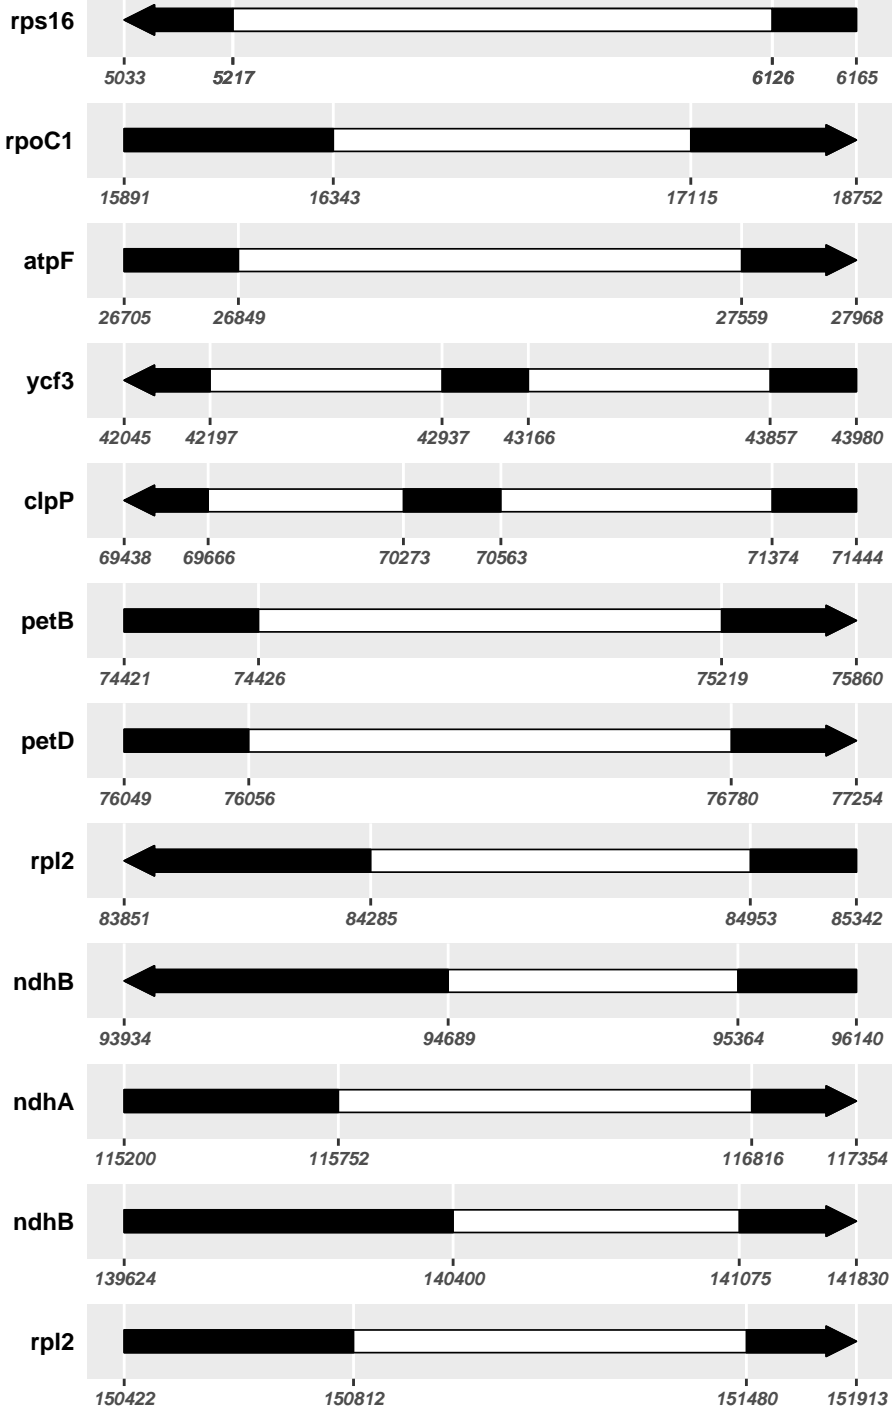 rps16
5033 5217 6126 6165
rpoC1
15891 16343 17115 18752
atpF
26705 26849 27559 27968
ycf3
42045 42197 42937 43166 43857 43980
clpP
69438 69666 70273 70563 71374 71444
petB
74421 74426 75219 75860
petD
76049 76056 76780 77254
rpl2
83851 84285 84953 85342
ndhB
93934 94689 95364 96140
ndhA
115200 115752 116816 117354
ndhB
139624 140400 141075 141830
rpl2
150422 150812 151480 151913